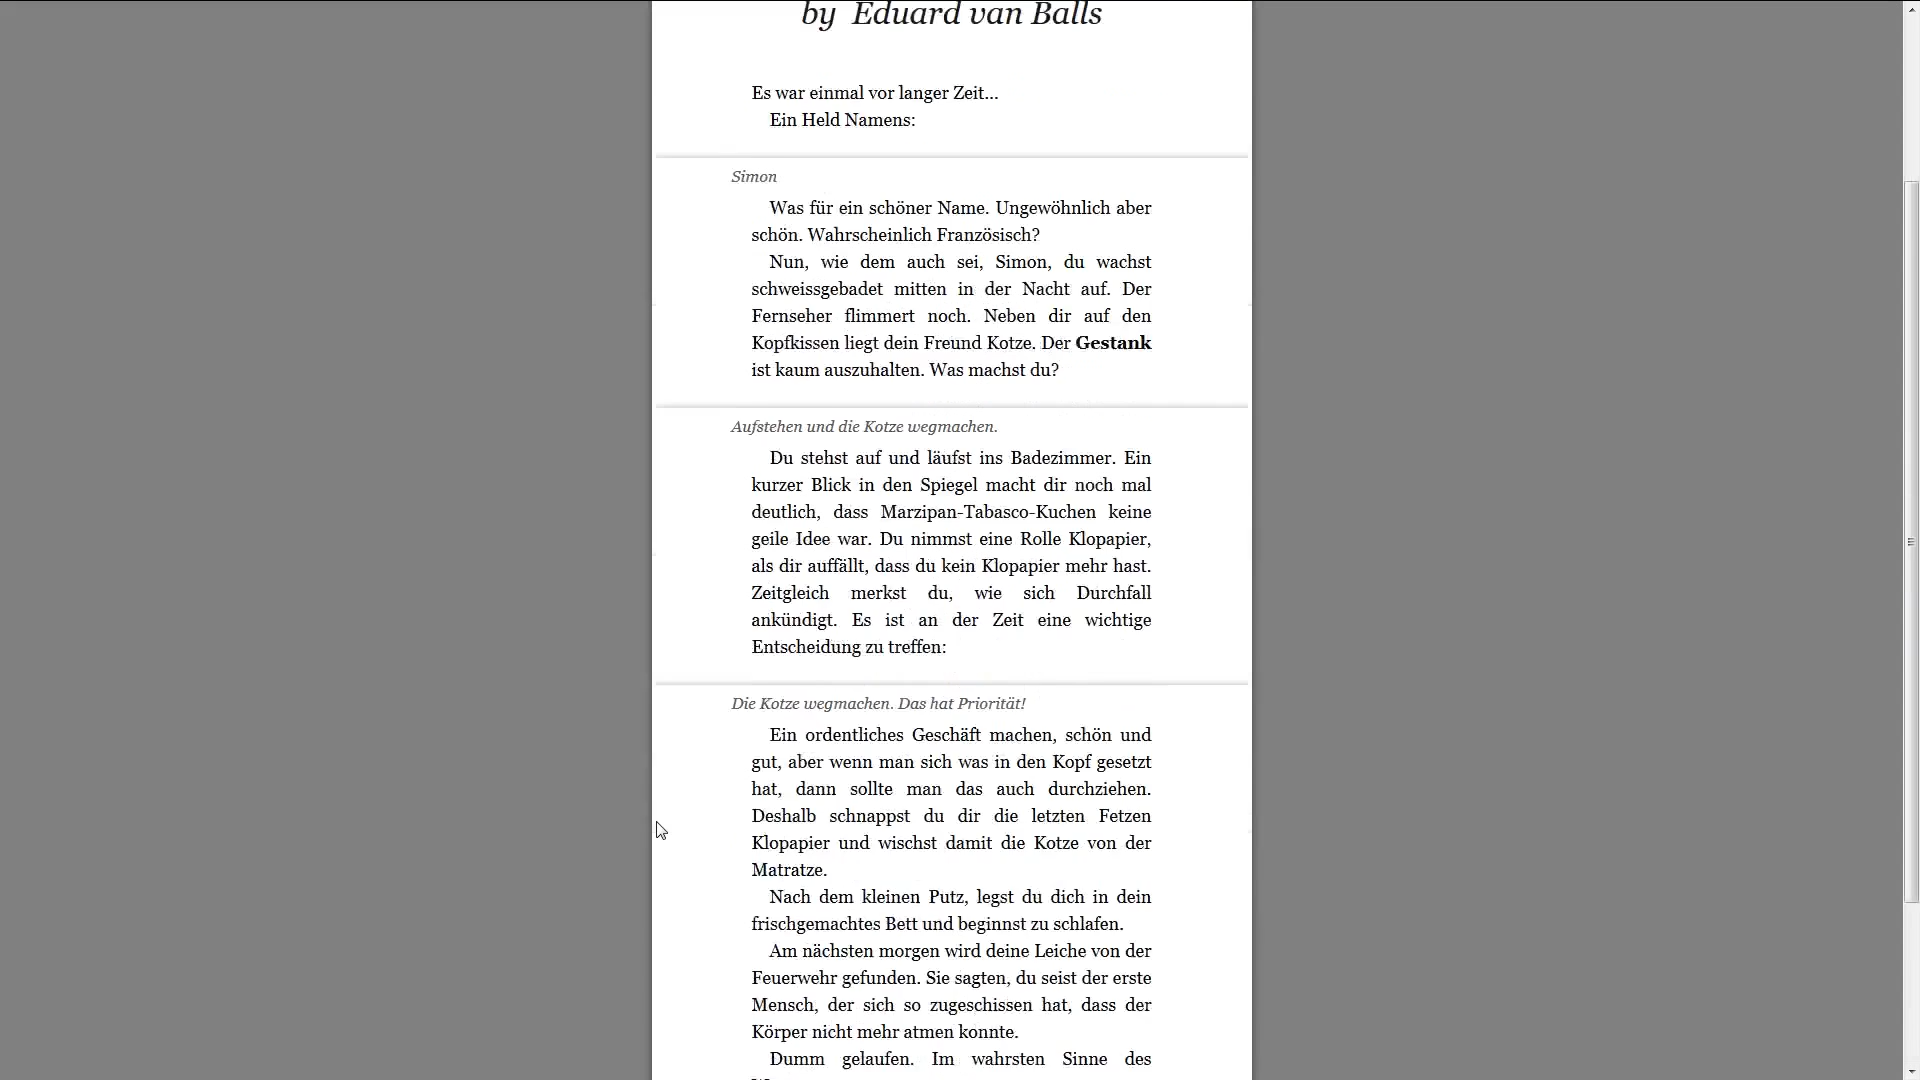 by Eduard van Balls
Es war einmal vor langer Zeit...
Ein Held Namens:
Simon
Was für ein schöner Name. Ungewöhnlich aber
schön. Wahrscheinlich Französisch?
Nun, wie dem auch sei, Simon, du wachst
schweissgebadet mitten in der Nacht auf. Der
Fernseher flimmert noch. Neben dir auf den
Kopfkissen liegt dein Freund Kotze. Der Gestank
ist kaum auszuhalten. Was machst du?
Aufstehen und die Kotze wegmachen.
Du stehst auf und läufst ins Badezimmer. Ein
kurzer Blick in den Spiegel macht dir noch mal
deutlich, dass Marzipan-Tabasco-Kuchen keine
geile Idee war. Du nimmst eine Rolle Klopapier,
als dir auffällt, dass du kein Klopapier mehr hast.
Zeitgleich merkst du, wie sich Durchfall
ankündigt. Es ist an der Zeit eine wichtige
Entscheidung zu treffen:
Die Kotze wegmachen. Das hat Priorität!
Ein ordentliches Geschäft machen, schön und
gut, aber wenn man sich was in den Kopf gesetzt
hat, dann sollte man das auch durchziehen.
Deshalb schnappst du dir die letzten Fetzen
Klopapier und wischst damit die Kotze von der
Matratze.
Nach dem kleinen Putz, legst du dich in dein
frischgemachtes Bett und beginnst zu schlafen.
Am nächsten morgen wird deine Leiche von der
Feuerwehr gefunden. Sie sagten, du seist der erste
Mensch, der sich so zugeschissen hat, dass der
Körper nicht mehr atmen konnte.
Dumm gelaufen. Im wahrsten Sinne des